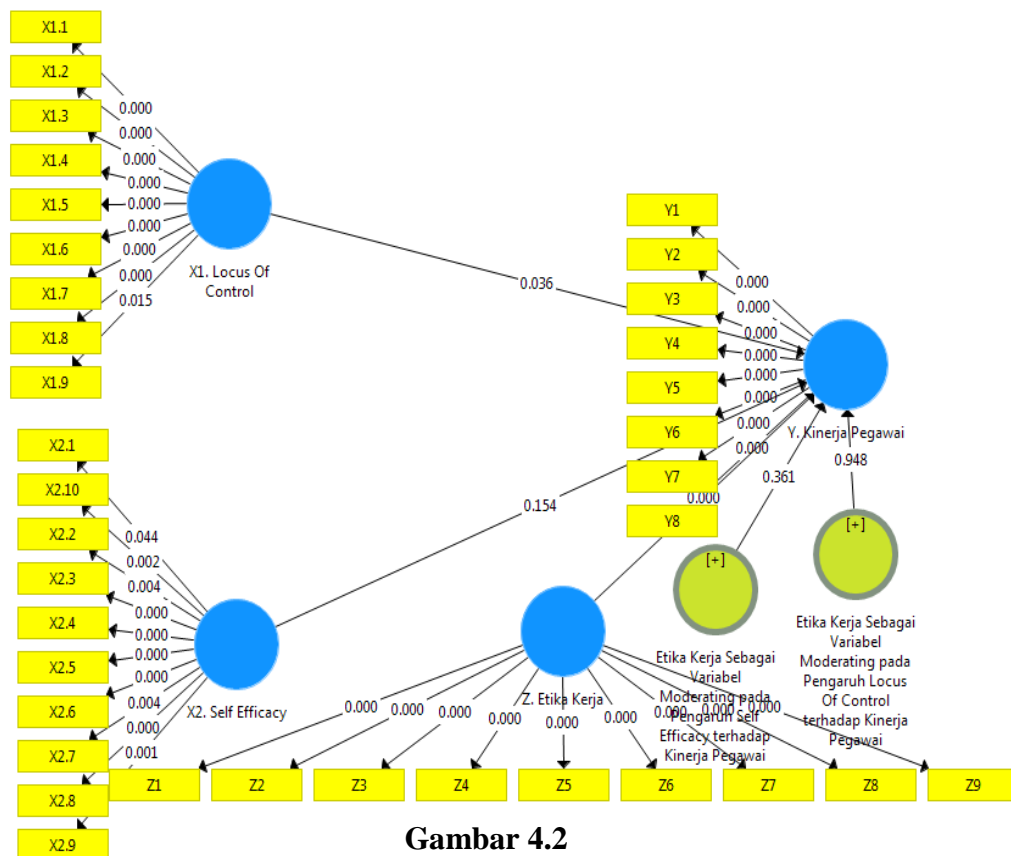 X1.1
X1.2
X1.3
X1.4
X1.5
X1.6
X1.7
X1.8
X1.9
0.000
0.000
0.000
0.000
0.000
0.000
0.000
0.000
0.015
X1. Locus Of
Control
0.036
Y1
Y2
Y3
Y4
Y5
Y6
Y7
Y8
0.000
0.000
0.000
0.000
0.000
0.000
0.000
0.000
Y. Kinerja Pegawai
0.000
0.361
0.948
X2.1
X2.10
X2.2
X2.3
X2.4
X2.5
X2.6
X2.7
X2.8
X2.9
0.044
0.002
0.004
0.000
0.000
0.000
0.000
0.004
0.000
0.001
X2. Self Efficacy
0.154
[+]
[+]
Etika Kerja Sebagai
Variabel
Moderating pada
Pengaruh Self
Efficacy terhadap
Kinerja Pegawai
Etika Kerja Sebagai
Variabel
Moderating pada
Pengaruh Locus
Of Control
terhadap Kinerja
Pegawai
Z. Etika Kerja
0.000
0.000
0.000
0.000
0.000
0.000
0.000
0.000
0.000
Z1
Z2
Z3
Z4
Z5
Z6
Z7
Z8
Z9
Gambar 4.2